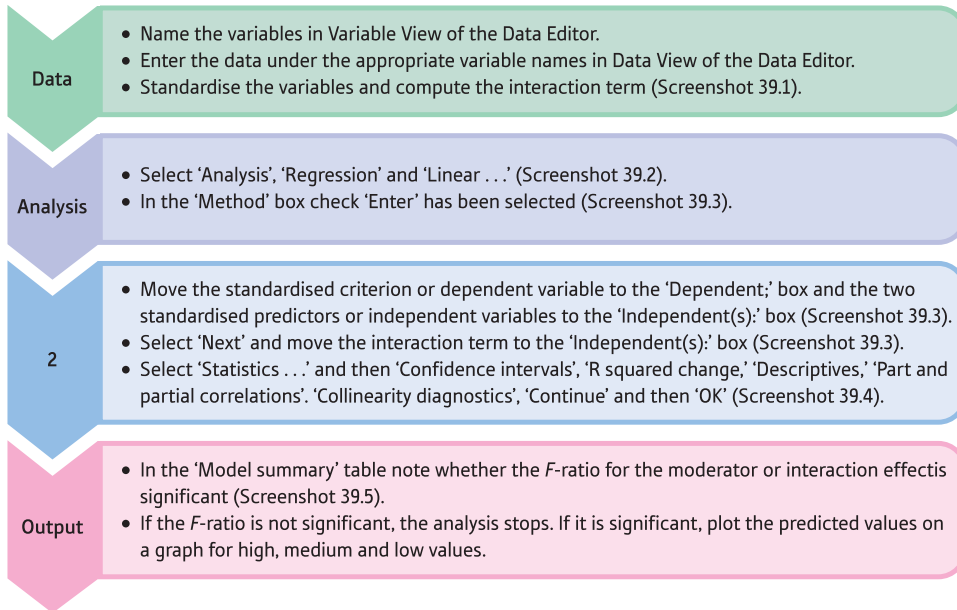 Data
• Name the variables in Variable View of the Data Editor.
• Enter the data under the appropriate variable names in Data View of the Data Editor.
• Standardise the variables and compute the interaction term (Screenshot 39.1).
Analysis
• Select ‘Analysis’, ‘Regression’ and ‘Linear . . .’ (Screenshot 39.2).
• In the ‘Method’ box check ‘Enter’ has been selected (Screenshot 39.3).
2
• Move the standardised criterion or dependent variable to the ‘Dependent;’ box and the two
standardised predictors or independent variables to the ‘Independent(s):’ box (Screenshot 39.3).
• Select ‘Next’ and move the interaction term to the ‘Independent(s):’ box (Screenshot 39.3).
• Select ‘Statistics . . .’ and then ‘Confidence intervals’, ‘R squared change,’ ‘Descriptives,’ ‘Part and
partial correlations’. ‘Collinearity diagnostics’, ‘Continue’ and then ‘OK’ (Screenshot 39.4).
Output
• In the ‘Model summary’ table note whether the F-ratio for the moderator or interaction effectis
significant (Screenshot 39.5).
• If the F-ratio is not significant, the analysis stops. If it is significant, plot the predicted values on
a graph for high, medium and low values.